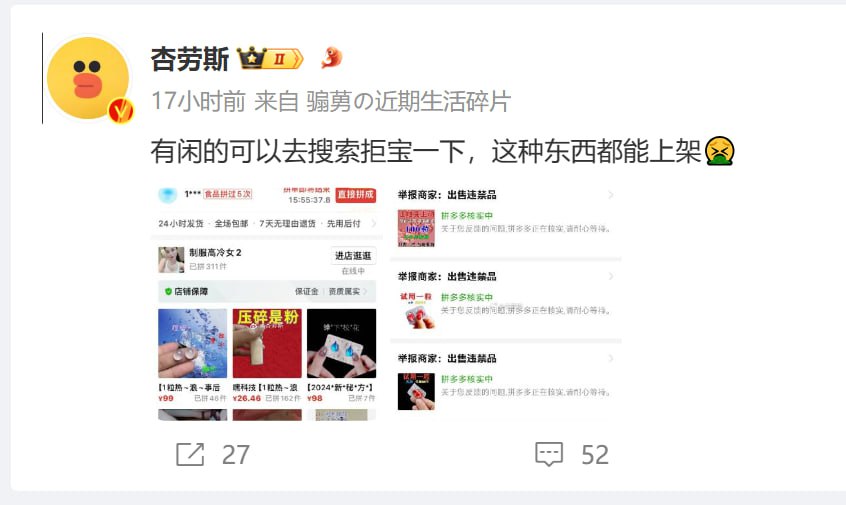 杏劳斯
17小时前 来自 骟莮の近期生活碎片
有闲的可以去搜索拒宝一下，这种东西都能上架
1*** 食品拼过5次
15:55:37.8
直接拼成
24小时发货 · 全场包邮 · 7天无理由退货 · 先用后付
制服高冷女2
已拼311件
进店逛逛
在线中
店铺保障
保证金 | 资质属实
压碎是粉
【1粒热~浪~事后
¥99 已拼46件
嘿科技【1粒热~浪
¥26.46 已拼162件
【2024*新*秘*方*】
¥98 已拼7件
举报商家：出售违禁品
拼多多核实中
关于您反馈的问题,拼多多正在核实,请耐心等待。
举报商家：出售违禁品
试用一粒
拼多多核实中
关于您反馈的问题,拼多多正在核实,请耐心等待。
举报商家：出售违禁品
试用一粒
拼多多核实中
关于您反馈的问题,拼多多正在核实,请耐心等待。
27
52